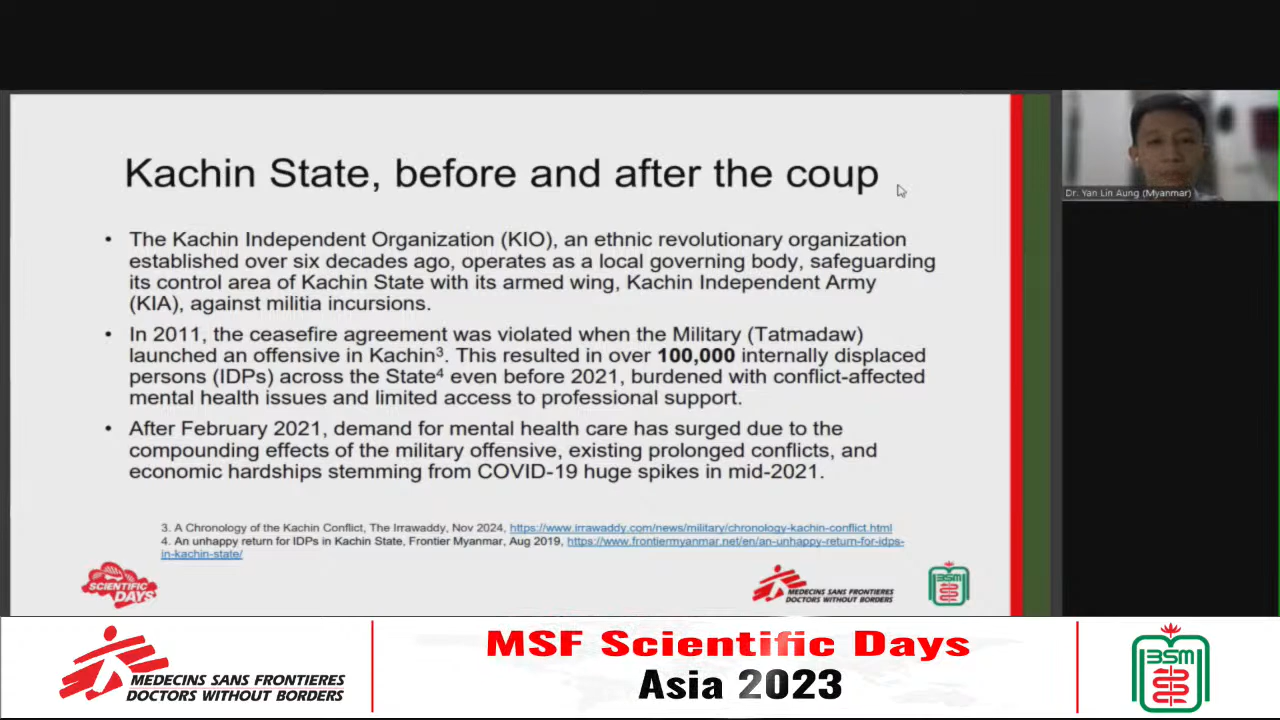 Kachin State, before and after the coup
• The Kachin Independent Organization (KIO), an ethnic revolutionary organization
established over six decades ago, operates as a local governing body, safeguarding
its control area of Kachin State with its armed wing, Kachin Independent Army
(KIA), against militia incursions.
• In 2011, the ceasefire agreement was violated when the Military (Tatmadaw)
launched an offensive in Kachin³. This resulted in over 100,000 internally displaced
persons (IDPs) across the State⁴ even before 2021, burdened with conflict-affected
mental health issues and limited access to professional support.
• After February 2021, demand for mental health care has surged due to the
compounding effects of the military offensive, existing prolonged conflicts, and
economic hardships stemming from COVID-19 huge spikes in mid-2021.
3. A Chronology of the Kachin Conflict, The Irrawaddy, Nov 2024, https://www.irrawaddy.com/news/military/chronology-kachin-conflict.html
4. An unhappy return for IDPs in Kachin State, Frontier Myanmar, Aug 2019, https://www.frontiermyanmar.net/en/an-unhappy-return-for-idps-
in-kachin-state/
SCIENTIFIC
DAYS
MEDECINS SANS FRONTIERES
DOCTORS WITHOUT BORDERS
BSM
Dr. Yan Lin Aung (Myanmar)
MEDECINS SANS FRONTIERES
DOCTORS WITHOUT BORDERS
MSF Scientific Days
Asia 2023
BSM